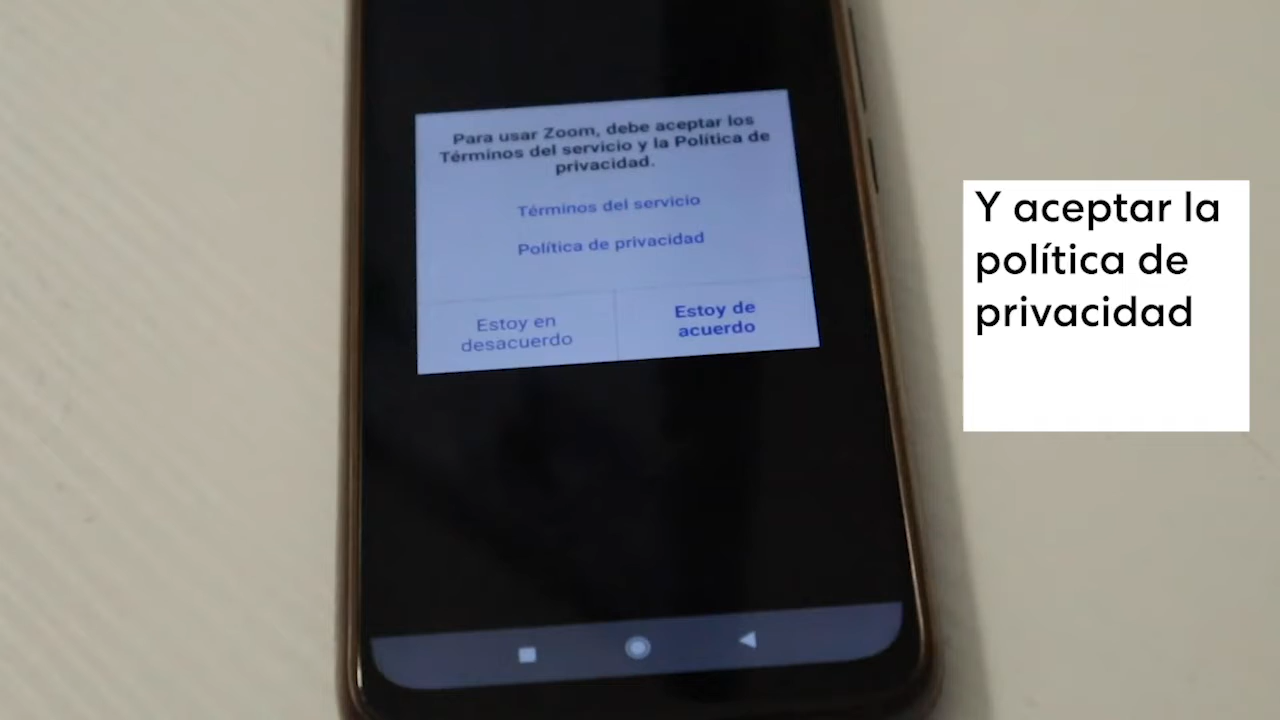 Para usar Zoom, debe aceptar los
Términos del servicio y la Política de
privacidad.
Términos del servicio
Política de privacidad
Estoy en
desacuerdo
Estoy de
acuerdo
Y aceptar la
política de
privacidad